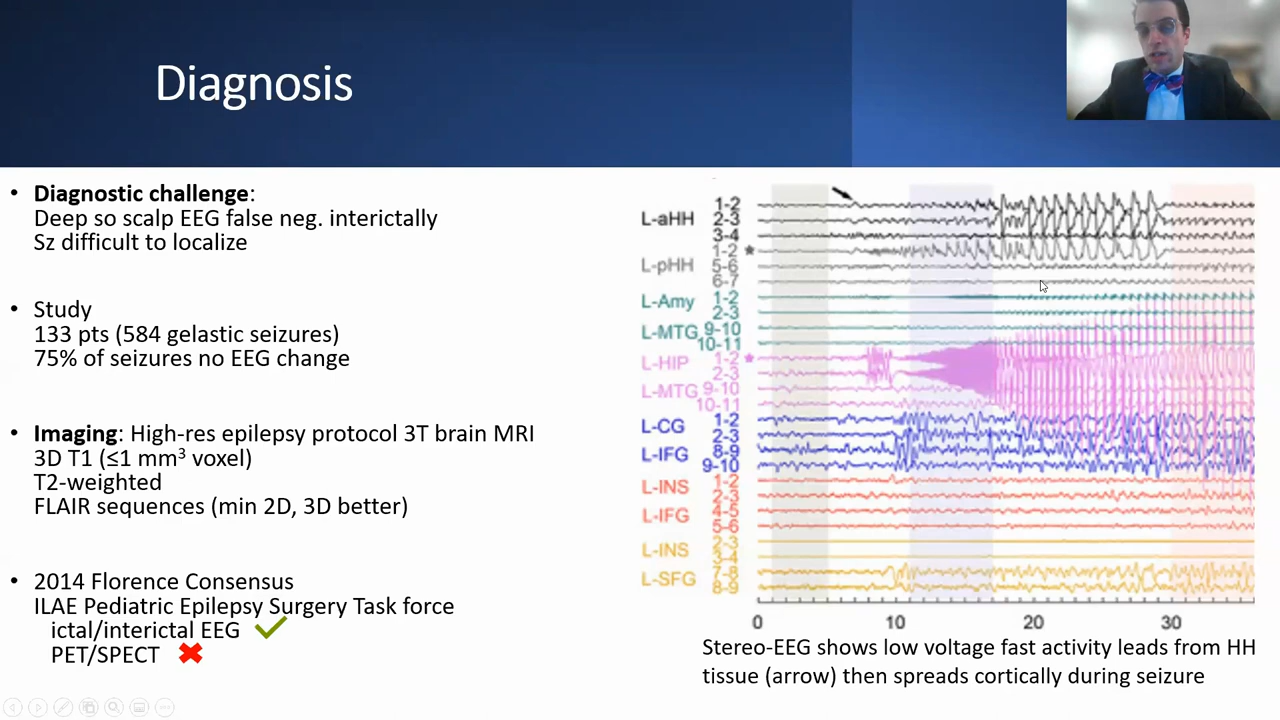 Diagnosis
• Diagnostic challenge:
Deep so scalp EEG false neg. interictally
Sz difficult to localize
• Study
133 pts (584 gelastic seizures)
75% of seizures no EEG change
• Imaging: High-res epilepsy protocol 3T brain MRI
3D T1 (≤1 mm³ voxel)
T2-weighted
FLAIR sequences (min 2D, 3D better)
• 2014 Florence Consensus
ILAE Pediatric Epilepsy Surgery Task force
ictal/interictal EEG ✓
PET/SPECT ✖
L-aHH
1-2
2-3
3-4
L-pHH
1-2 *
5-6
6-7
L-Amy
1-2
2-3
L-MTG
9-10
10-11
L-HIP
1-2 *
2-3
L-MTG
9-10
10-11
L-CG
1-2
2-3
L-IFG
8-9
9-10
L-INS
1-2
2-3
L-IFG
4-5
5-6
L-INS
2-3
3-4
L-SFG
7-8
8-9
0 10 20 30
Stereo-EEG shows low voltage fast activity leads from HH
tissue (arrow) then spreads cortically during seizure